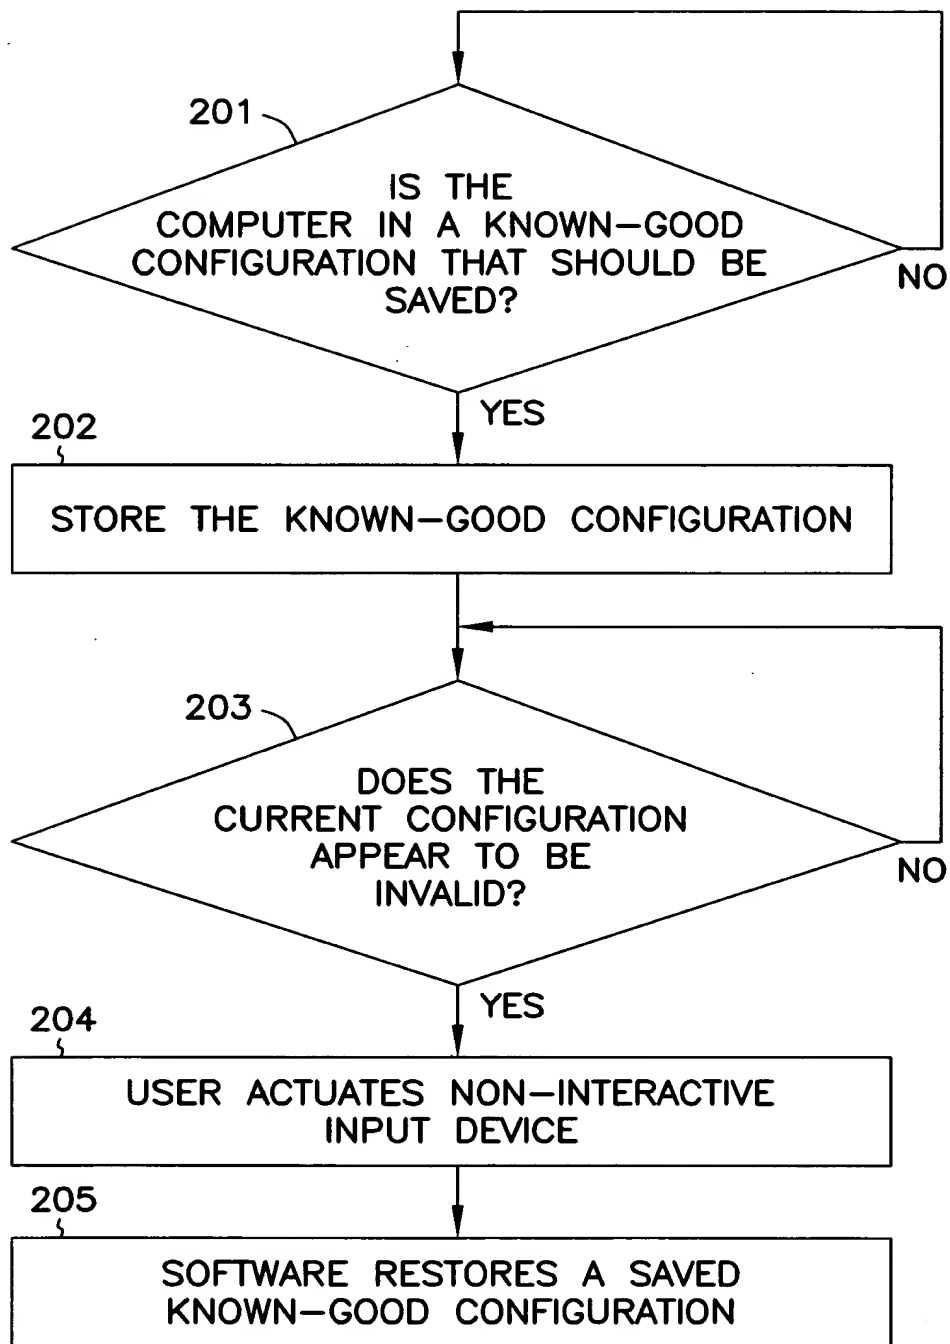 201
IS THE
COMPUTER IN A KNOWN-GOOD
CONFIGURATION THAT SHOULD BE
SAVED?
NO
YES
202
STORE THE KNOWN-GOOD CONFIGURATION
203
DOES THE
CURRENT CONFIGURATION
APPEAR TO BE
INVALID?
NO
YES
204
USER ACTUATES NON-INTERACTIVE
INPUT DEVICE
205
SOFTWARE RESTORES A SAVED
KNOWN-GOOD CONFIGURATION